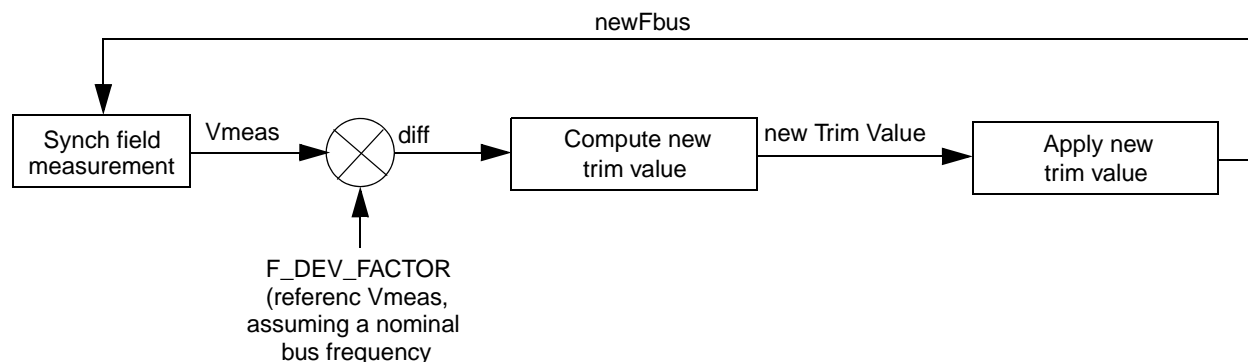 newFbus
Synch field
measurement
Vmeas
diff
Compute new
trim value
new Trim Value
Apply new
trim value
F_DEV_FACTOR
(referenc Vmeas,
assuming a nominal
bus frequency